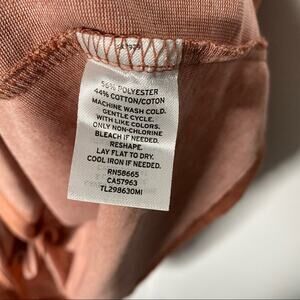 56% POLYESTER
44% COTTON/COTON
MACHINE WASH COLD.
GENTLE CYCLE.
WITH LIKE COLORS.
ONLY NON-CHLORINE
BLEACH IF NEEDED.
RESHAPE.
LAY FLAT TO DRY.
COOL IRON IF NEEDED.
RN58665
CA57963
TL298630MI